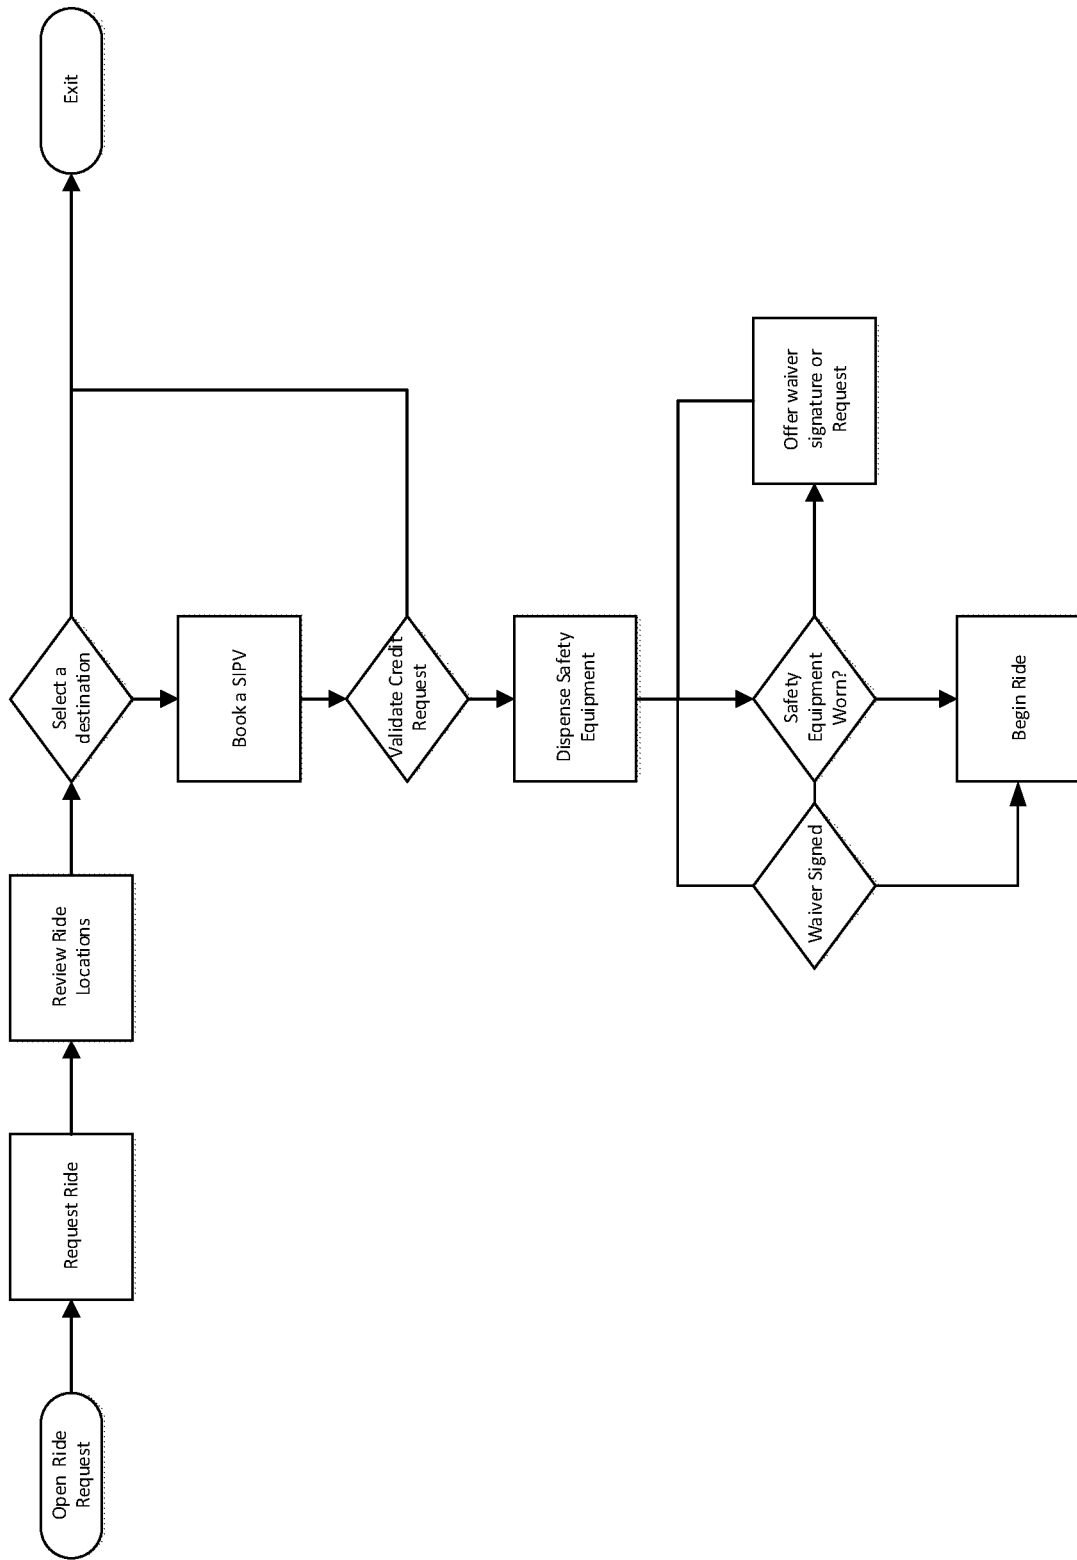 Open Ride
Request
Request Ride
Review Ride
Locations
Select a
destination
Exit
Book a SIPV
Validate Credit
Request
Dispense Safety
Equipment
Waiver Signed
Safety
Equipment
Worn?
Offer waiver
signature or
Request
Begin Ride